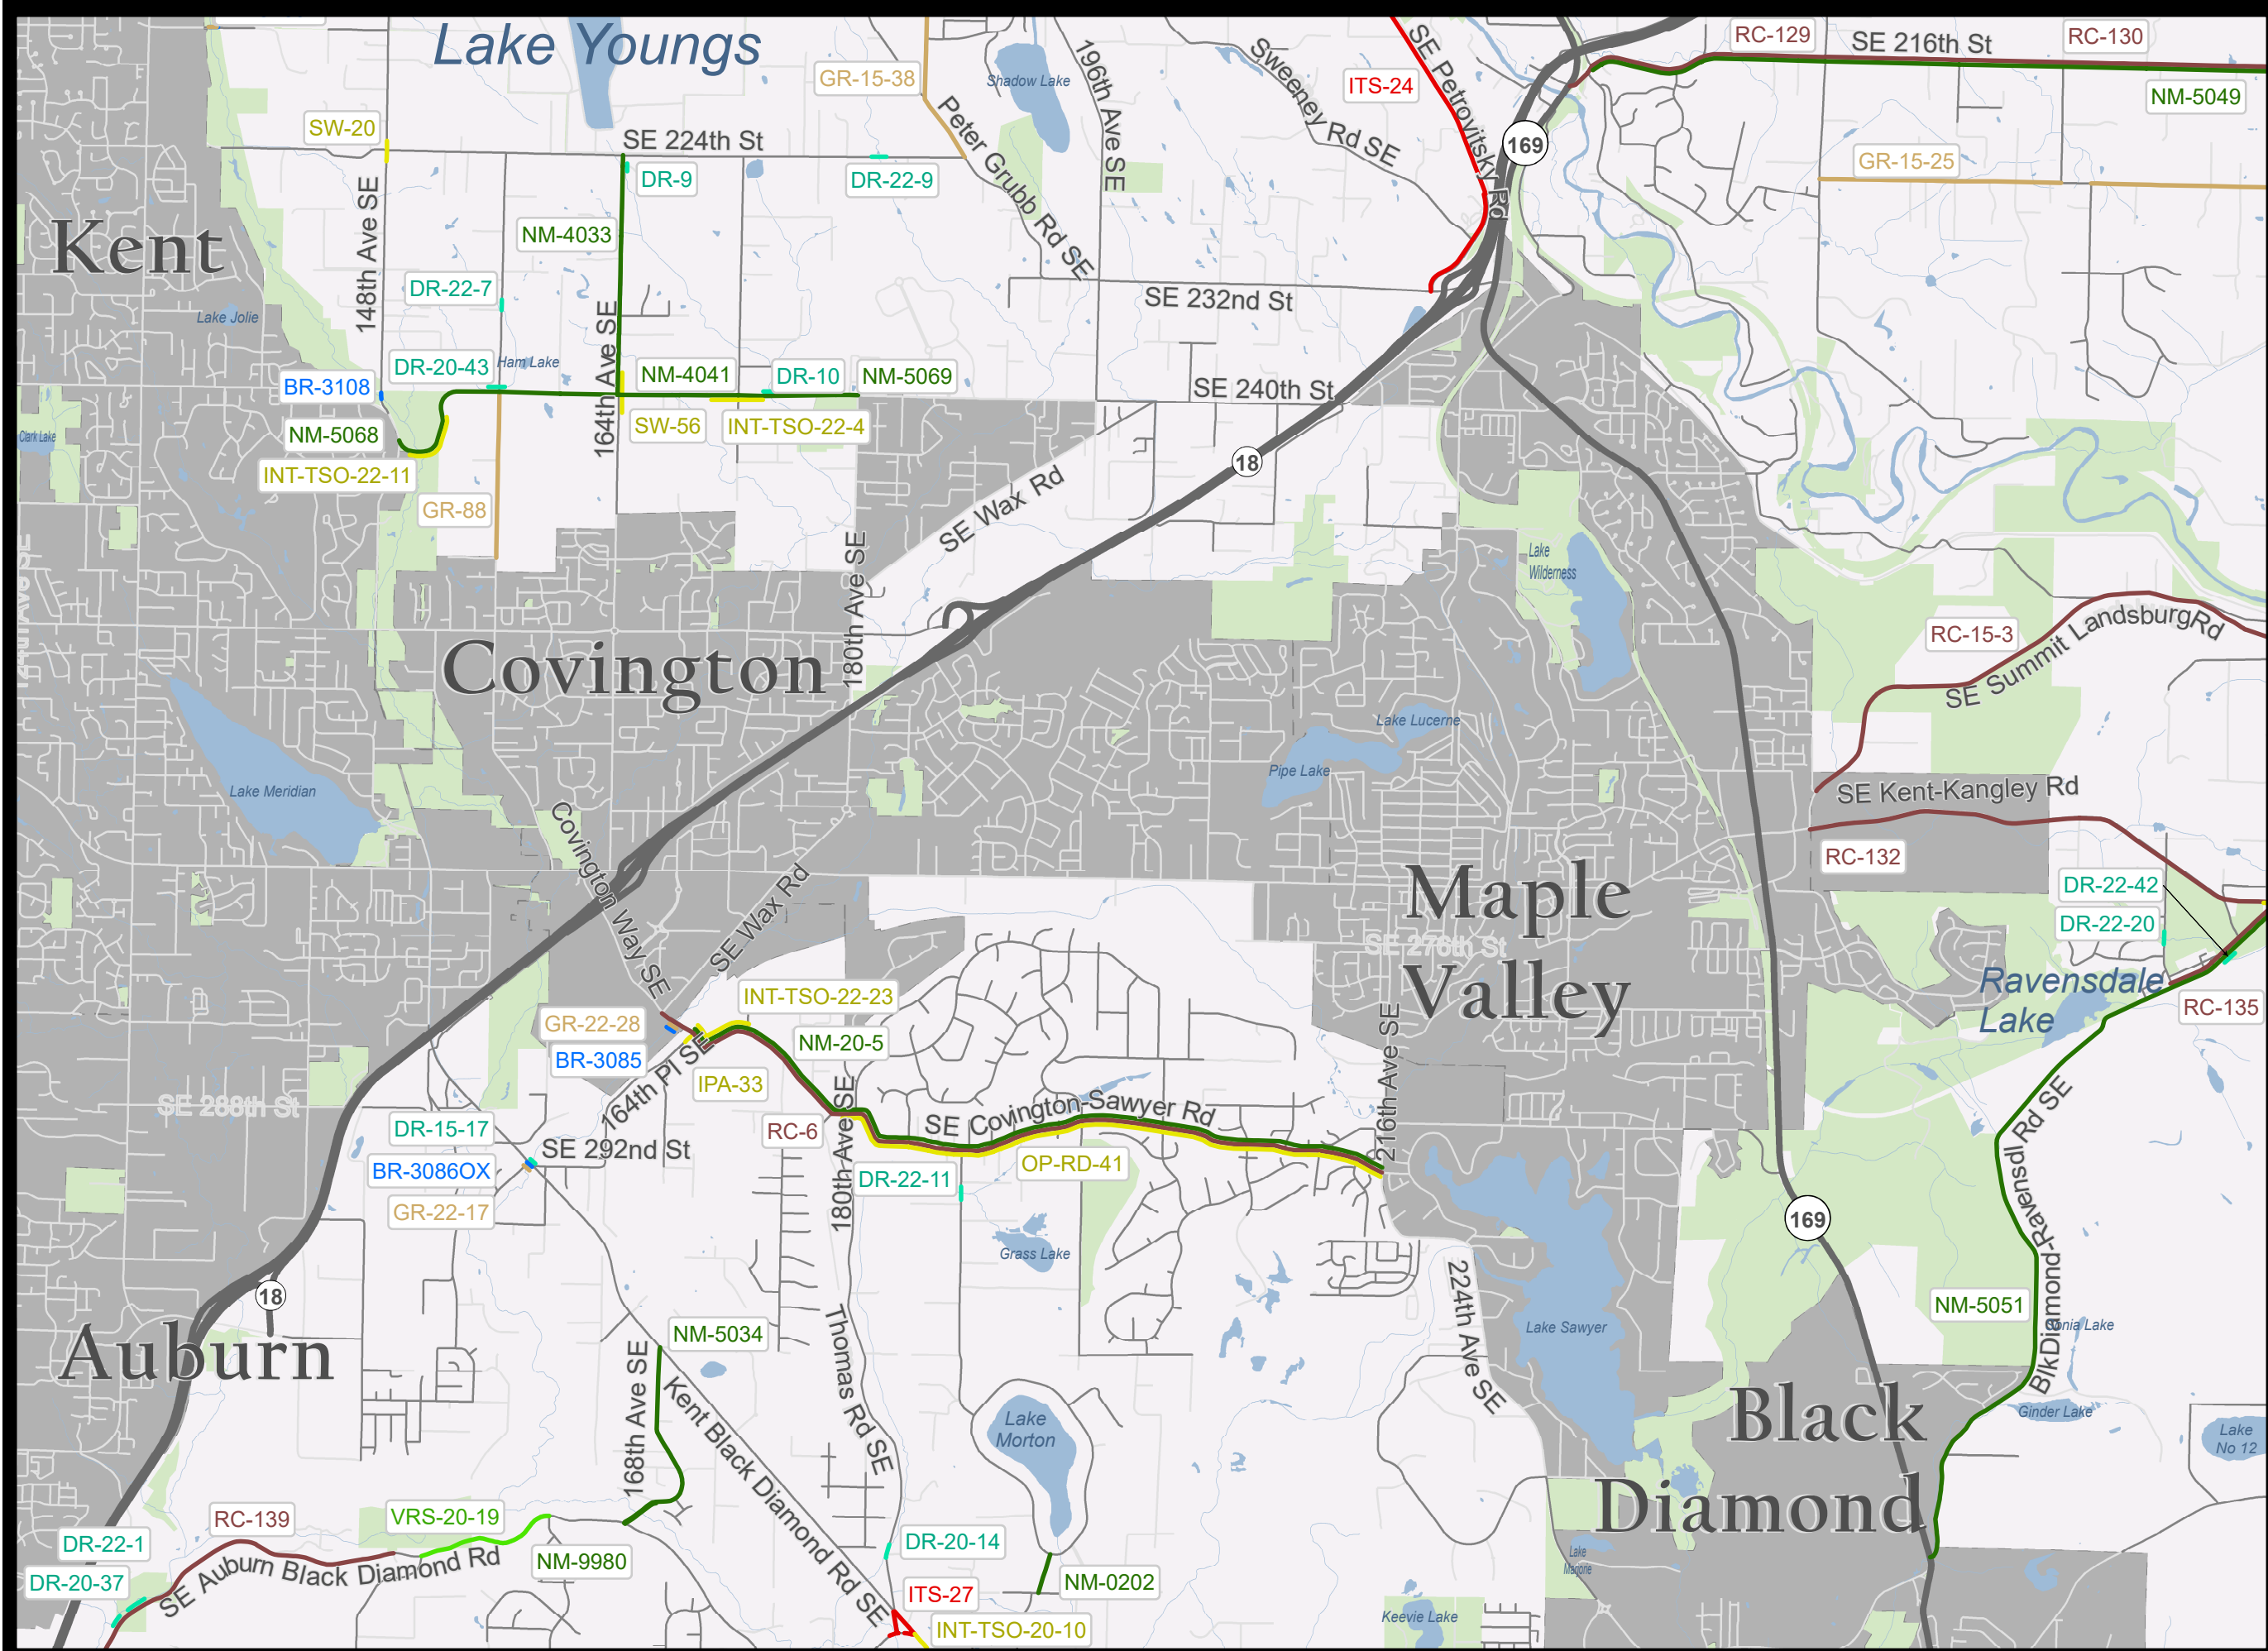 Lake Youngs
RC-129
SE 216th St
RC-130
GR-15-38
Shadow Lake
196th Ave SE
Sweeney Rd SE
ITS-24
SE Petrovitsky Rd
NM-5049
SW-20
SE 224th St
169
DR-9
DR-22-9
Peter Grubb Rd SE
GR-15-25
148th Ave SE
Kent
NM-4033
DR-22-7
Lake Jolie
164th Ave SE
SE 232nd St
DR-20-43
Ham Lake
BR-3108
NM-4041
DR-10
NM-5069
SE 240th St
Clark Lake
NM-5068
SW-56
INT-TSO-22-4
INT-TSO-22-11
18
GR-88
SE Wax Rd
180th Ave SE
Lake
Wilderness
Covington
RC-15-3
SE Summit Landsburg Rd
Lake Lucerne
Pipe Lake
Lake Meridian
SE Kent-Kangley Rd
Covington Way SE
RC-132
SE Wax Rd
Maple
Valley
SE 276th St
DR-22-42
DR-22-20
Ravensdale
Lake
RC-135
INT-TSO-22-23
GR-22-28
BR-3085
NM-20-5
IPA-33
164th Pl SE
216th Ave SE
SE 288th St
180th Ave SE
DR-15-17
RC-6
SE Covington-Sawyer Rd
SE 292nd St
BR-3086OX
OP-RD-41
DR-22-11
GR-22-17
BlkDiamond-Ravensdl Rd SE
169
Grass Lake
18
224th Ave SE
NM-5051
Sonia Lake
Auburn
NM-5034
Lake Sawyer
Thomas Rd SE
168th Ave SE
Kent Black Diamond Rd SE
Lake
Morton
Black
Diamond
Ginder Lake
Lake
No 12
RC-139
VRS-20-19
DR-22-1
DR-20-37
SE Auburn Black Diamond Rd
NM-9980
DR-20-14
NM-0202
Lake
Marjorie
ITS-27
INT-TSO-20-10
Keevie Lake